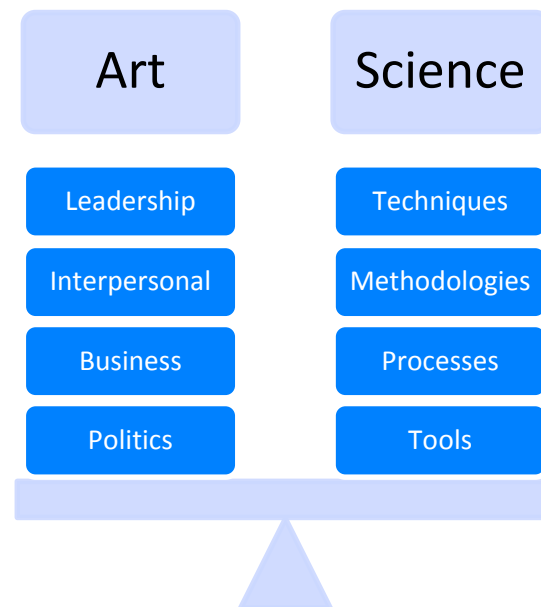 Art
Science
Leadership
Techniques
Interpersonal
Methodologies
Business
Processes
Politics
Tools